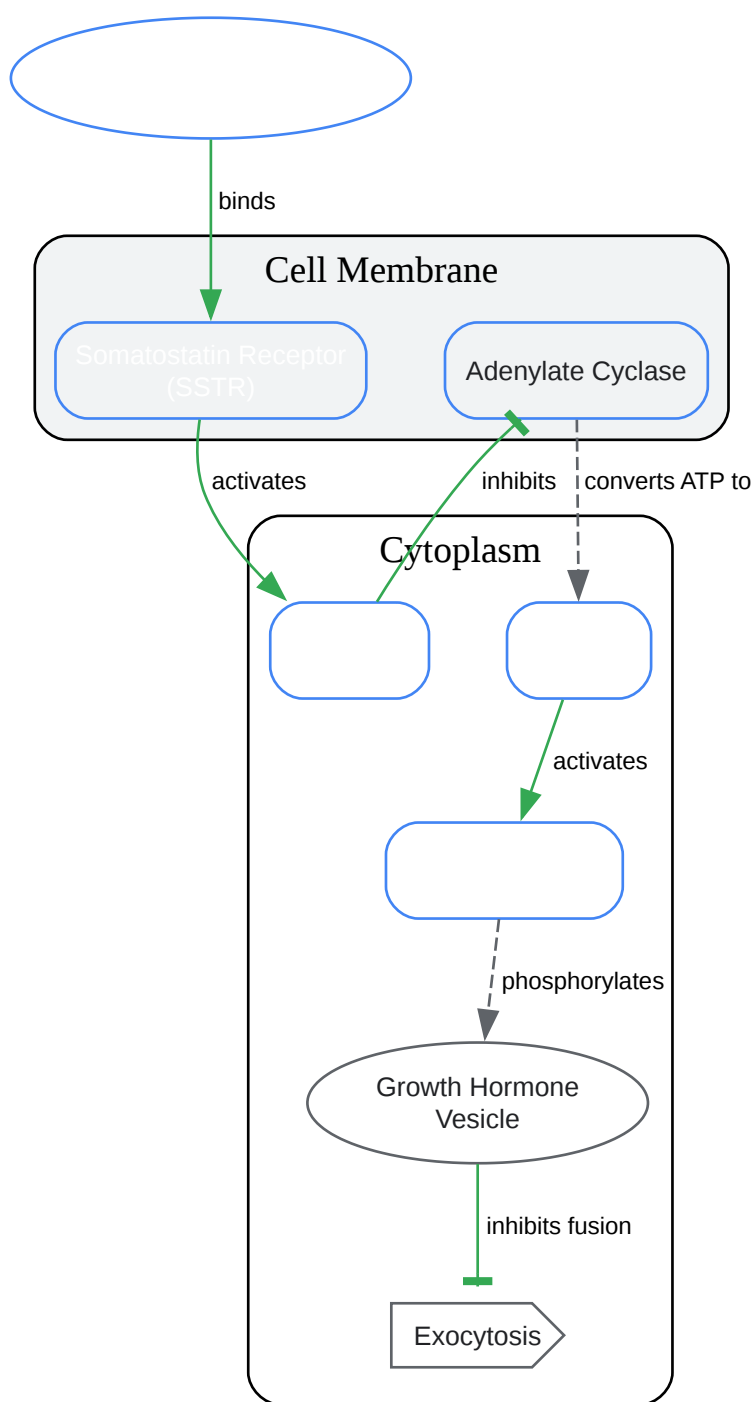 binds
Cell Membrane
Somatostatin Receptor
(SSTR)
Adenylate Cyclase
activates
inhibits
converts ATP to
Cytoplasm
activates
phosphorylates
Growth Hormone
Vesicle
inhibits fusion
Exocytosis